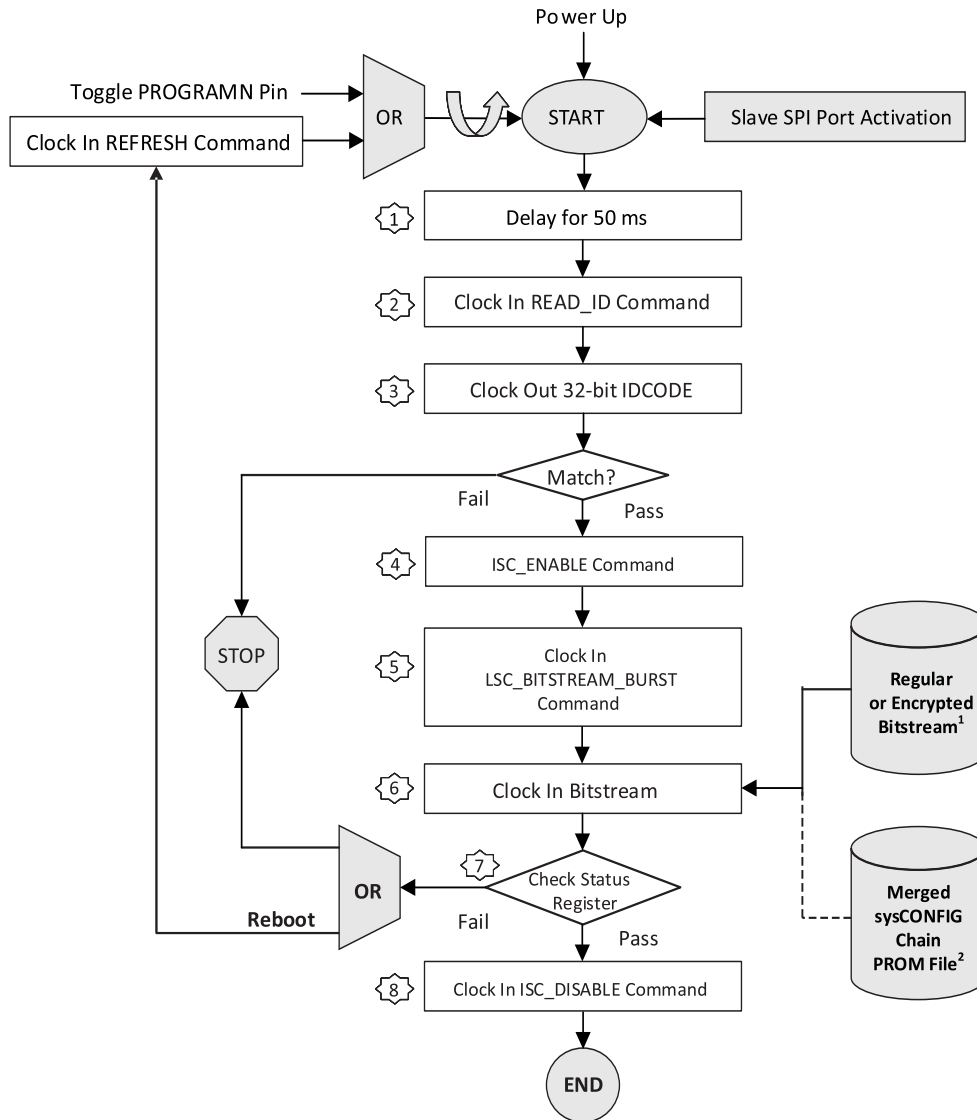 Power Up
Toggle PROGRAMN Pin
OR
START
Slave SPI Port Activation
Clock In REFRESH Command
1
Delay for 50 ms
2
Clock In READ_ID Command
3
Clock Out 32-bit IDCODE
Match?
Fail
Pass
4
ISC_ENABLE Command
STOP
5
Clock In
LSC_BITSTREAM_BURST
Command
Regular
or Encrypted
Bitstream1
6
Clock In Bitstream
7
Check Status
Register
OR
Reboot
Fail
Pass
Merged
sysCONFIG
Chain
PROM File2
8
Clock In ISC_DISABLE Command
END